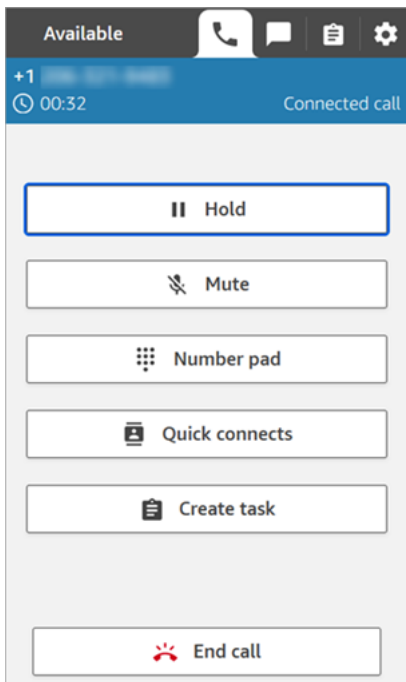 Available
+1
00:32 Connected call
Hold
Mute
Number pad
Quick connects
Create task
End call